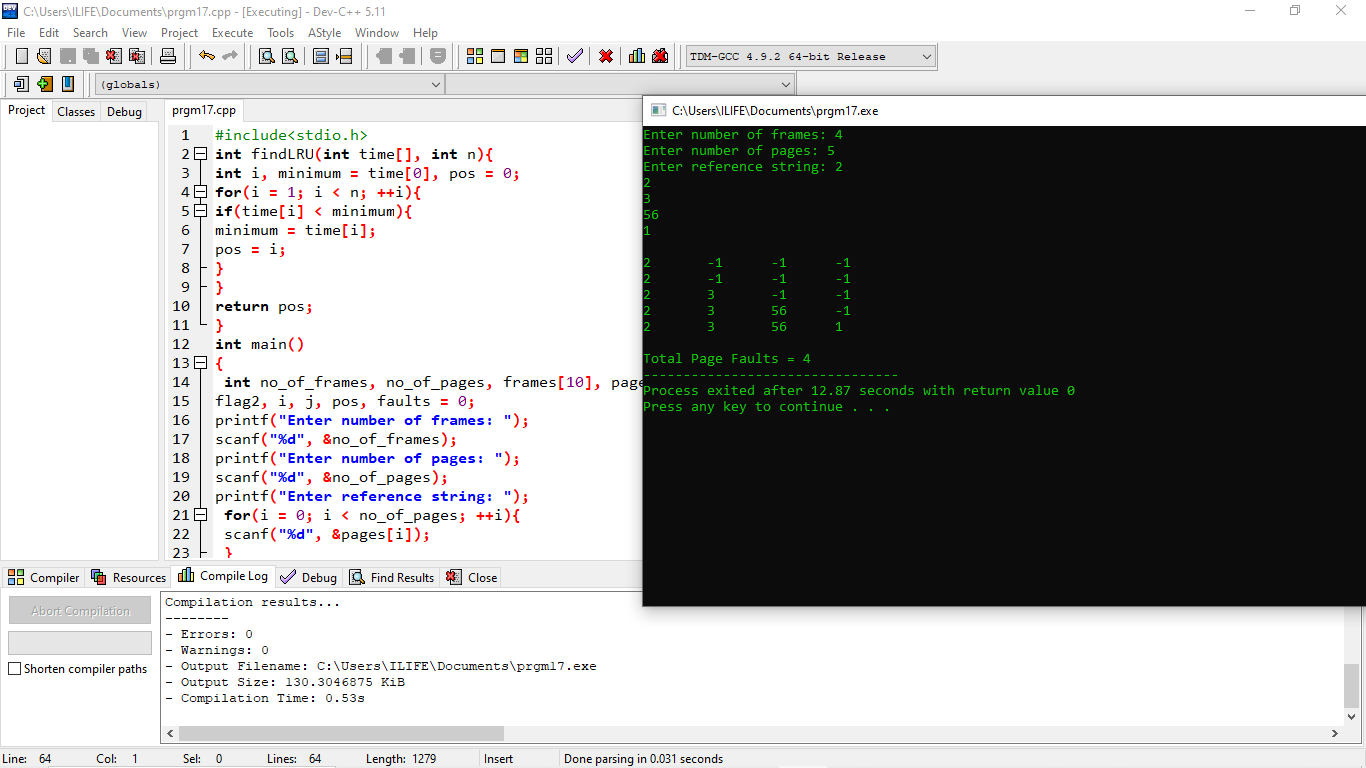 C:\Users\ILIFE\Documents\prgm17.cpp - [Executing] - Dev-C++ 5.11
File Edit Search View Project Execute Tools AStyle Window Help
TDM-GCC 4.9.2 64-bit Release
(globals)
Project Classes Debug
prgm17.cpp
1 #include<stdio.h>
2 int findLRU(int time[], int n){
3 int i, minimum = time[0], pos = 0;
4 for(i = 1; i < n; ++i){
5 if(time[i] < minimum){
6 minimum = time[i];
7 pos = i;
8 }
9 }
10 return pos;
11 }
12 int main()
13 {
14 int no_of_frames, no_of_pages, frames[10], page
15 flag2, i, j, pos, faults = 0;
16 printf("Enter number of frames: ");
17 scanf("%d", &no_of_frames);
18 printf("Enter number of pages: ");
19 scanf("%d", &no_of_pages);
20 printf("Enter reference string: ");
21 for(i = 0; i < no_of_pages; ++i){
22 scanf("%d", &pages[i]);
23 }
C:\Users\ILIFE\Documents\prgm17.exe
Enter number of frames: 4
Enter number of pages: 5
Enter reference string: 2
2
3
56
1
2 -1 -1 -1
2 -1 -1 -1
2 3 -1 -1
2 3 56 -1
2 3 56 1
Total Page Faults = 4
--------------------------------
Process exited after 12.87 seconds with return value 0
Press any key to continue . . .
Compiler Resources Compile Log Debug Find Results Close
Abort Compilation
Shorten compiler paths
Compilation results...
--------
- Errors: 0
- Warnings: 0
- Output Filename: C:\Users\ILIFE\Documents\prgm17.exe
- Output Size: 130.3046875 KiB
- Compilation Time: 0.53s
Line: 64 Col: 1 Sel: 0 Lines: 64 Length: 1279 Insert Done parsing in 0.031 seconds